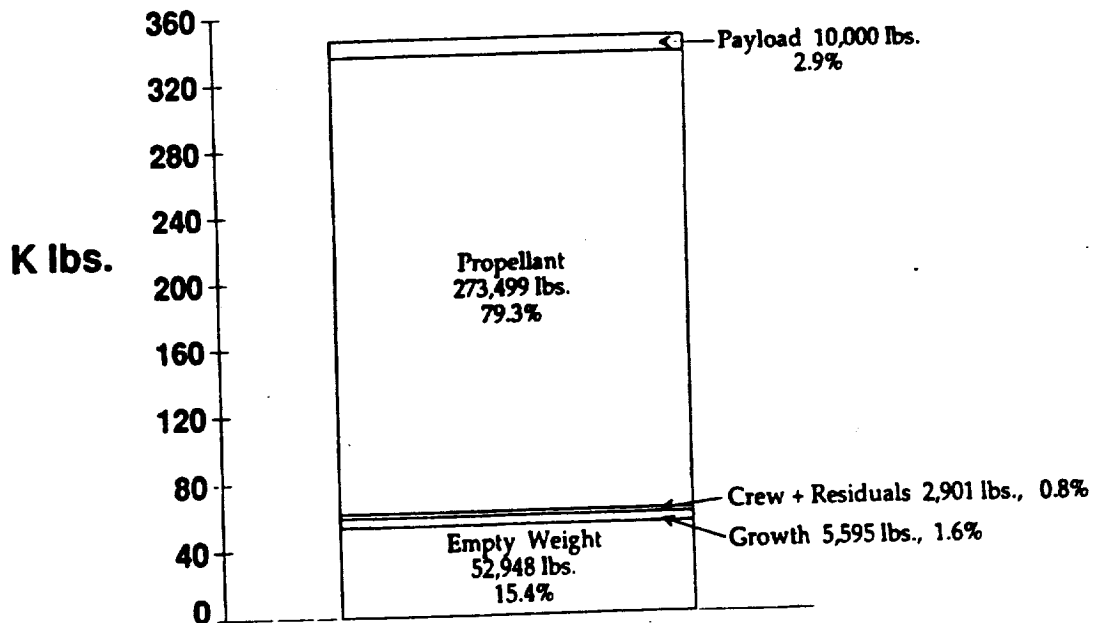 360
320
280
240
200
160
120
80
40
0
K lbs.
Payload 10,000 lbs.
2.9%
Propellant
273,499 lbs.
79.3%
Crew + Residuals 2,901 lbs., 0.8%
Growth 5,595 lbs., 1.6%
Empty Weight
52,948 lbs.
15.4%